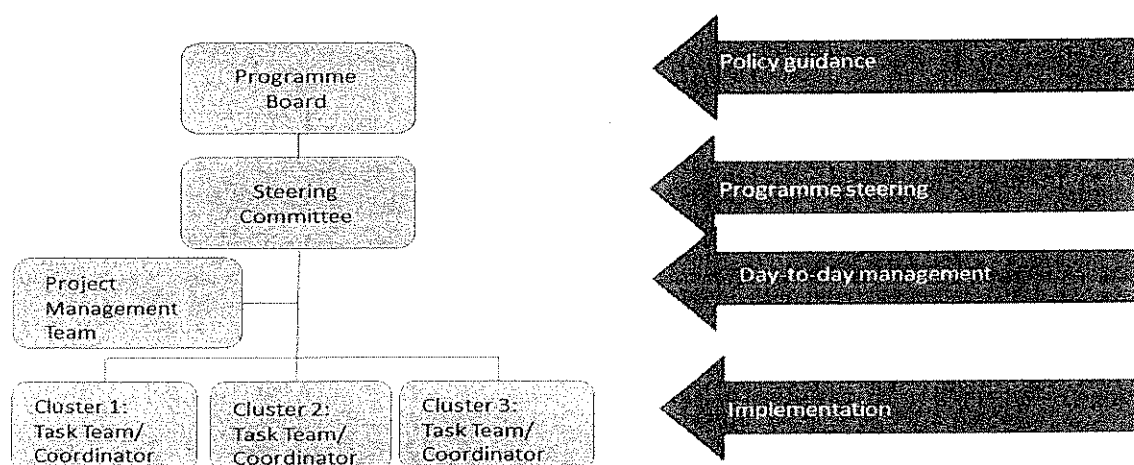 Programme
Board
Policy guidance
Steering
Committee
Programme steering
Project
Management
Team
Day-to-day management
Cluster 1:
Task Team/
Coordinator
Cluster 2:
Task Team/
Coordinator
Cluster 3:
Task Team/
Coordinator
Implementation